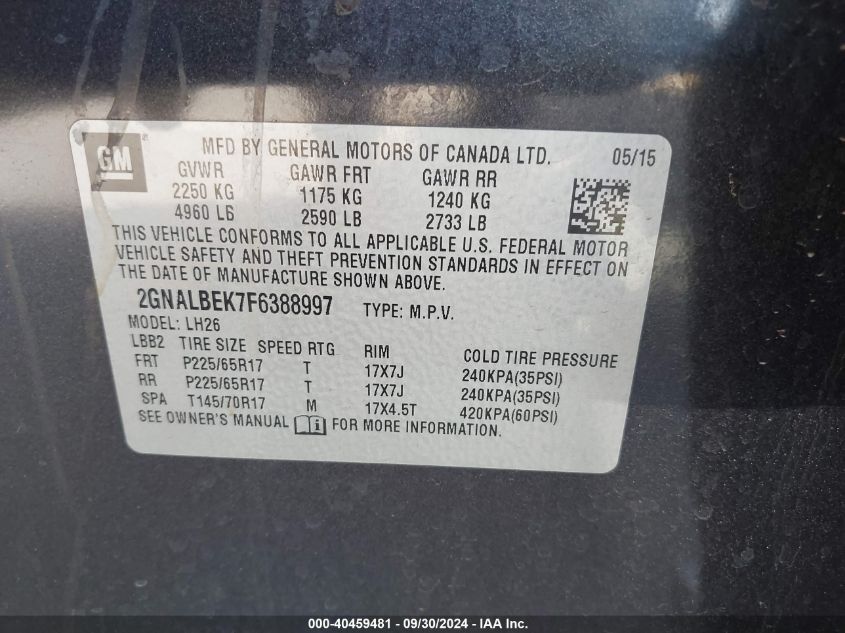 GM
MFD BY GENERAL MOTORS OF CANADA LTD. 05/15
GVWR GAWR FRT GAWR RR
2250 KG 1175 KG 1240 KG
4960 LB 2590 LB 2733 LB
THIS VEHICLE CONFORMS TO ALL APPLICABLE U.S. FEDERAL MOTOR
VEHICLE SAFETY AND THEFT PREVENTION STANDARDS IN EFFECT ON
THE DATE OF MANUFACTURE SHOWN ABOVE.
2GNALBEK7F6388997 TYPE: M.P.V.
MODEL: LH26
LBB2 TIRE SIZE SPEED RTG RIM COLD TIRE PRESSURE
FRT P225/65R17 T 17X7J 240KPA(35PSI)
RR P225/65R17 T 17X7J 240KPA(35PSI)
SPA T145/70R17 M 17X4.5T 420KPA(60PSI)
SEE OWNER'S MANUAL i FOR MORE INFORMATION.
000-40459481 - 09/30/2024 - IAA Inc.